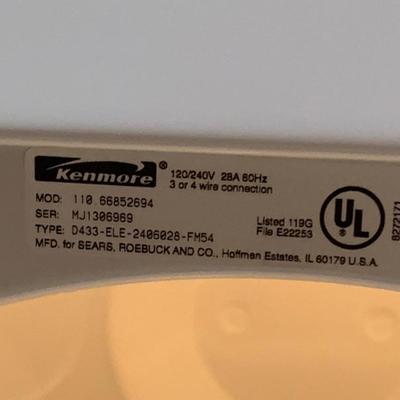 Kenmore
120/240V 28A 60Hz
3 or 4 wire connection
MOD: 110.66852694
SER: MJ1306969
TYPE: D433-ELE-2406028-FM54
Listed 119G
File E22253
UL
MFD. for SEARS, ROEBUCK AND CO., Hoffman Estates, IL 60179 U.S.A.
8272171